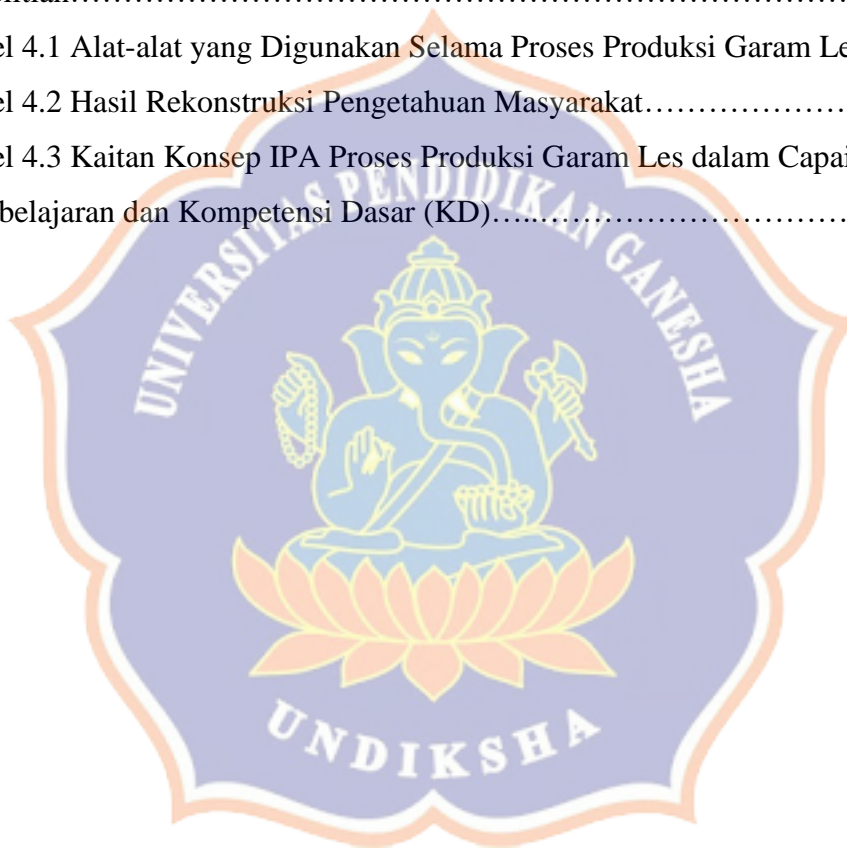 litian……………………………………………………………………
el 4.1 Alat-alat yang Digunakan Selama Proses Produksi Garam Le
el 4.2 Hasil Rekonstruksi Pengetahuan Masyarakat…………………
el 4.3 Kaitan Konsep IPA Proses Produksi Garam Les dalam Capai
belajaran dan Kompetensi Dasar (KD)…..……………………………
UNIVERSITAS PENDIDIKAN GANESHA
UNDIKSHA